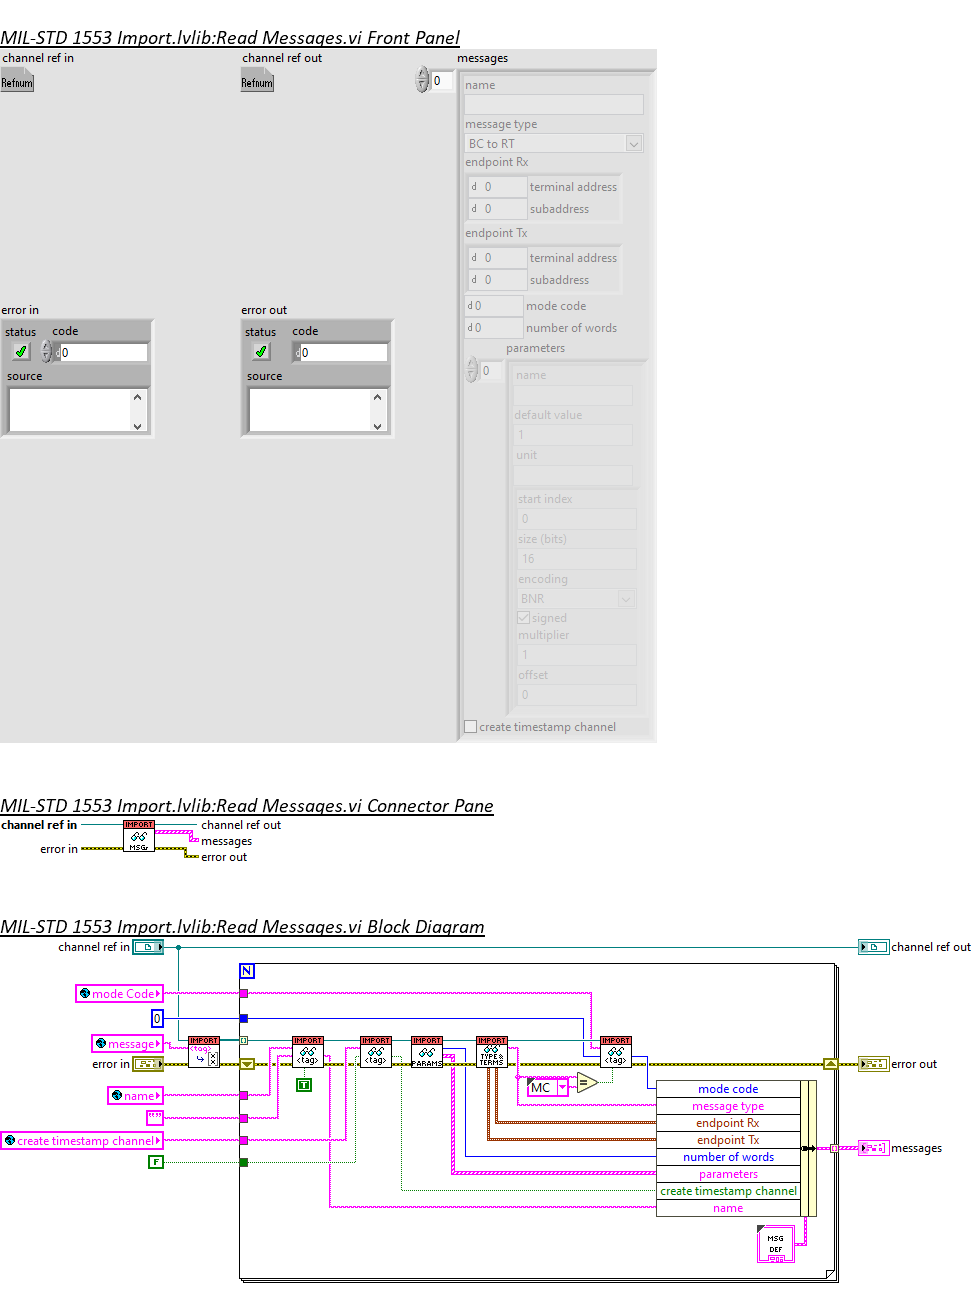 MIL-STD 1553 Import.lvlib:Read Messages.vi Front Panel
channel ref in
channel ref out
messages
Refnum
Refnum
0
name
message type
BC to RT
endpoint Rx
d 0 terminal address
d 0 subaddress
endpoint Tx
d 0 terminal address
d 0 subaddress
error in
error out
d 0 mode code
status code
status code
d 0 number of words
d 0
d 0
parameters
0
name
source
source
default value
1
unit
start index
0
size (bits)
16
encoding
BNR
signed
multiplier
1
offset
0
create timestamp channel
MIL-STD 1553 Import.lvlib:Read Messages.vi Connector Pane
channel ref in
IMPORT
MSGs
channel ref out
messages
error in
error out
MIL-STD 1553 Import.lvlib:Read Messages.vi Block Diagram
channel ref in
channel ref out
N
mode Code
0
message
IMPORT
<tag>
IMPORT
<tag>
IMPORT
<tag>
IMPORT
PARAMS
IMPORT
TYPE&
TERMS
IMPORT
<tag>
error in
error out
T
MC
=
name
""
create timestamp channel
F
mode code
message type
endpoint Rx
endpoint Tx
number of words
parameters
create timestamp channel
name
messages
MSG
DEF